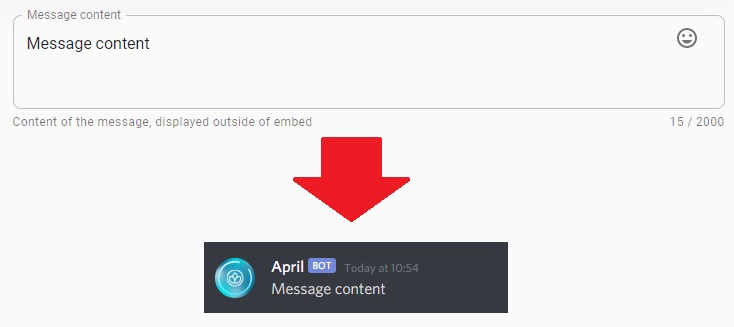 Message content
Message content
Content of the message, displayed outside of embed 15 / 2000
April BOT Today at 10:54
Message content